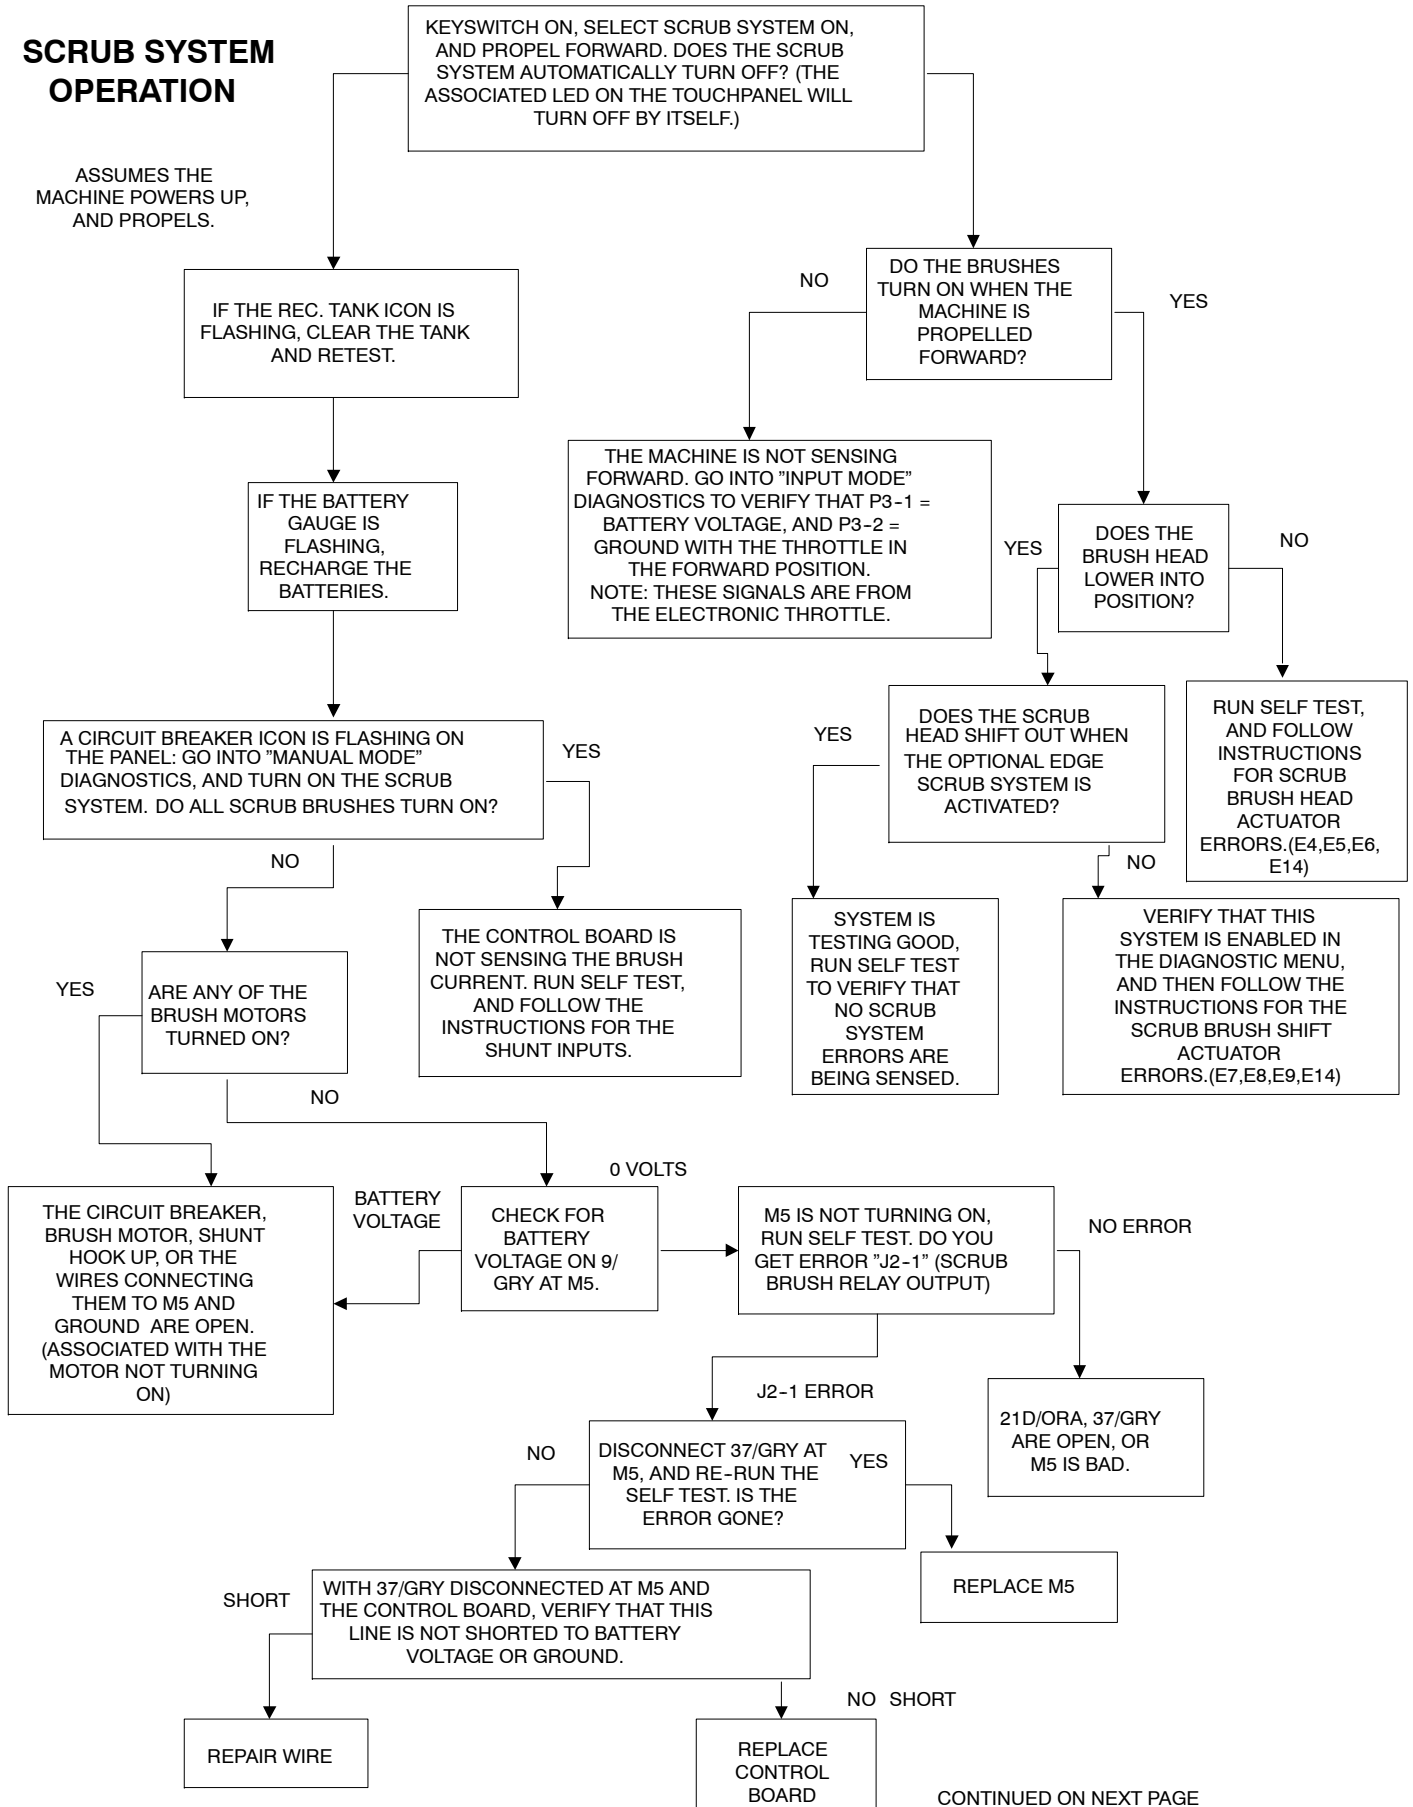 SCRUB SYSTEM
OPERATION
ASSUMES THE
MACHINE POWERS UP,
AND PROPELS.
KEYSWITCH ON, SELECT SCRUB SYSTEM ON,
AND PROPEL FORWARD. DOES THE SCRUB
SYSTEM AUTOMATICALLY TURN OFF? (THE
ASSOCIATED LED ON THE TOUCHPANEL WILL
TURN OFF BY ITSELF.)
IF THE REC. TANK ICON IS
FLASHING, CLEAR THE TANK
AND RETEST.
NO
DO THE BRUSHES
TURN ON WHEN THE
MACHINE IS
PROPELLED
FORWARD?
YES
IF THE BATTERY
GAUGE IS
FLASHING,
RECHARGE THE
BATTERIES.
THE MACHINE IS NOT SENSING
FORWARD. GO INTO ”INPUT MODE”
DIAGNOSTICS TO VERIFY THAT P3-1 =
BATTERY VOLTAGE, AND P3-2 =
GROUND WITH THE THROTTLE IN
THE FORWARD POSITION.
NOTE: THESE SIGNALS ARE FROM
THE ELECTRONIC THROTTLE.
YES
DOES THE
BRUSH HEAD
LOWER INTO
POSITION?
NO
A CIRCUIT BREAKER ICON IS FLASHING ON
THE PANEL: GO INTO ”MANUAL MODE”
DIAGNOSTICS, AND TURN ON THE SCRUB
SYSTEM. DO ALL SCRUB BRUSHES TURN ON?
YES
NO
YES
DOES THE SCRUB
HEAD SHIFT OUT WHEN
THE OPTIONAL EDGE
SCRUB SYSTEM IS
ACTIVATED?
NO
RUN SELF TEST,
AND FOLLOW
INSTRUCTIONS
FOR SCRUB
BRUSH HEAD
ACTUATOR
ERRORS.(E4,E5,E6,
E14)
YES
ARE ANY OF THE
BRUSH MOTORS
TURNED ON?
NO
THE CONTROL BOARD IS
NOT SENSING THE BRUSH
CURRENT. RUN SELF TEST,
AND FOLLOW THE
INSTRUCTIONS FOR THE
SHUNT INPUTS.
SYSTEM IS
TESTING GOOD,
RUN SELF TEST
TO VERIFY THAT
NO SCRUB
SYSTEM
ERRORS ARE
BEING SENSED.
VERIFY THAT THIS
SYSTEM IS ENABLED IN
THE DIAGNOSTIC MENU,
AND THEN FOLLOW THE
INSTRUCTIONS FOR THE
SCRUB BRUSH SHIFT
ACTUATOR
ERRORS.(E7,E8,E9,E14)
THE CIRCUIT BREAKER,
BRUSH MOTOR, SHUNT
HOOK UP, OR THE
WIRES CONNECTING
THEM TO M5 AND
GROUND ARE OPEN.
(ASSOCIATED WITH THE
MOTOR NOT TURNING
ON)
BATTERY
VOLTAGE
CHECK FOR
BATTERY
VOLTAGE ON 9/
GRY AT M5.
0 VOLTS
M5 IS NOT TURNING ON,
RUN SELF TEST. DO YOU
GET ERROR ”J2-1” (SCRUB
BRUSH RELAY OUTPUT)
NO ERROR
J2-1 ERROR
21D/ORA, 37/GRY
ARE OPEN, OR
M5 IS BAD.
NO
DISCONNECT 37/GRY AT
M5, AND RE-RUN THE
SELF TEST. IS THE
ERROR GONE?
YES
REPLACE M5
SHORT
WITH 37/GRY DISCONNECTED AT M5 AND
THE CONTROL BOARD, VERIFY THAT THIS
LINE IS NOT SHORTED TO BATTERY
VOLTAGE OR GROUND.
NO SHORT
REPAIR WIRE
REPLACE
CONTROL
BOARD
CONTINUED ON NEXT PAGE